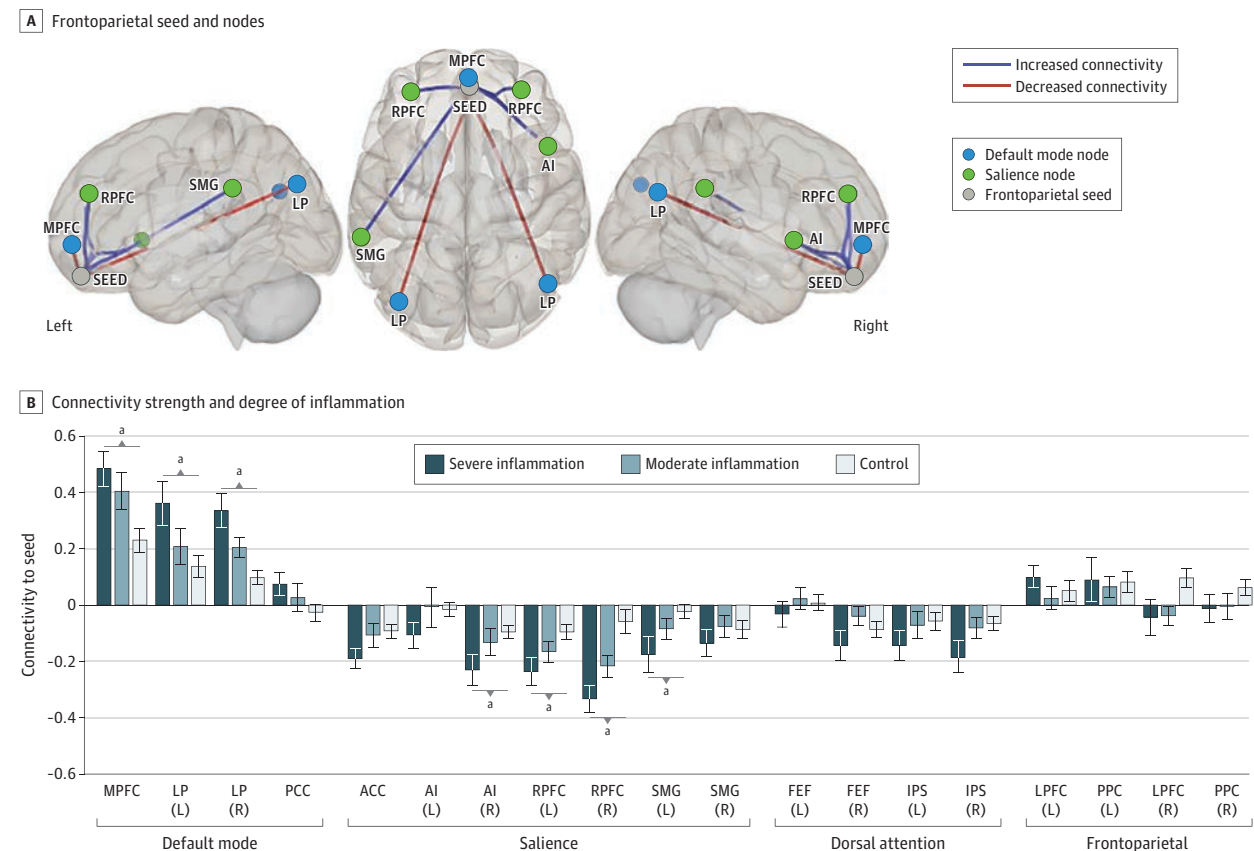 A Frontoparietal seed and nodes
MPFC
RPFC
SEED
RPFC
AI
SMG
LP
LP
RPFC
SMG
LP
MPFC
SEED
Left
LP
RPFC
AI
MPFC
SEED
Right
Increased connectivity
Decreased connectivity
Default mode node
Salience node
Frontoparietal seed
B Connectivity strength and degree of inflammation
Connectivity to seed
0.6
0.4
0.2
0
-0.2
-0.4
-0.6
Severe inflammation Moderate inflammation Control
a
a
a
a
a
a
a
MPFC LP (L) LP (R) PCC ACC AI (L) AI (R) RPFC (L) RPFC (R) SMG (L) SMG (R) FEF (L) FEF (R) IPS (L) IPS (R) LPFC (L) PPC (L) LPFC (R) PPC (R)
Default mode Salience Dorsal attention Frontoparietal